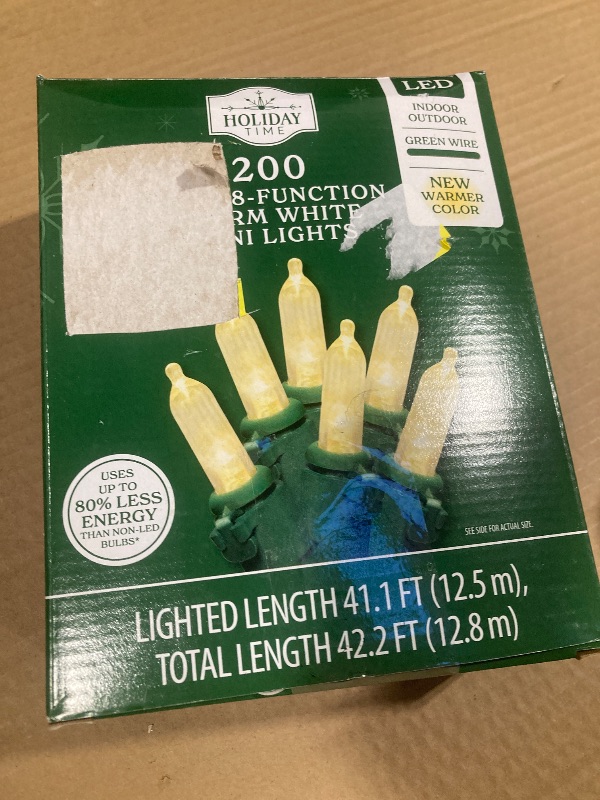 HOLIDAY
TIME
LED
INDOOR
OUTDOOR
GREEN WIRE
NEW
WARMER
COLOR
200
8-FUNCTION
RM WHITE
NI LIGHTS
USES
UP TO
80% LESS
ENERGY
THAN NON-LED
BULBS*
SEE SIDE FOR ACTUAL SIZE.
LIGHTED LENGTH 41.1 FT (12.5 m),
TOTAL LENGTH 42.2 FT (12.8 m)